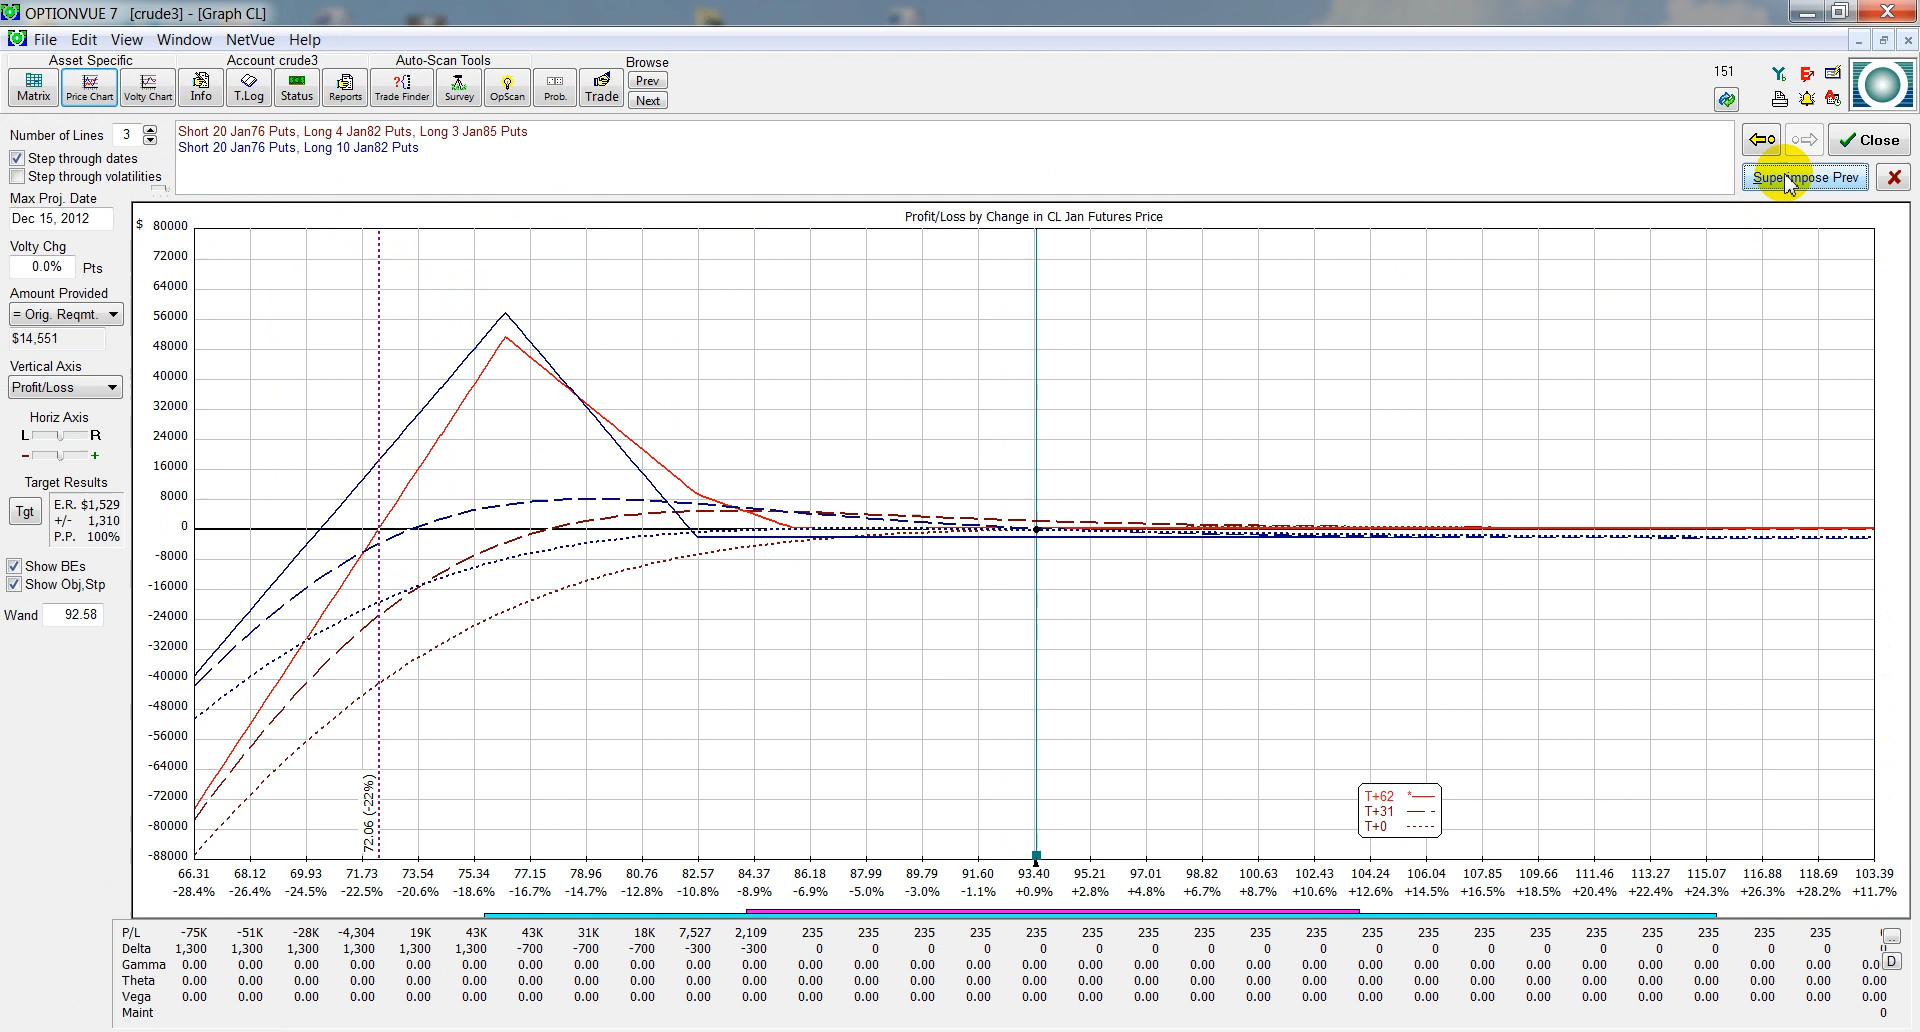 OPTIONVUE 7   [crude3] - [Graph CL]
File Edit View Window NetVue Help
Asset Specific Account crude3 Auto-Scan Tools Browse
Matrix Price Chart Volty Chart Info T.Log Status Reports Trade Finder Survey OpScan Prob. Trade Prev
Next
151
Number of Lines 3
Step through dates
Step through volatilities
Short 20 Jan76 Puts, Long 4 Jan82 Puts, Long 3 Jan85 Puts
Short 20 Jan76 Puts, Long 10 Jan82 Puts
Close
Superimpose Prev
Max Proj. Date
Dec 15, 2012
Volty Chg
0.0% Pts
Amount Provided
= Orig. Reqmt.
$14,551
Vertical Axis
Profit/Loss
Horiz Axis
L R
- +
Target Results
Tgt E.R. $1,529
+/- 1,310
P.P. 100%
Show BEs
Show Obj,Stp
Wand 92.58
Profit/Loss by Change in CL Jan Futures Price
$ 80000
72000
64000
56000
48000
40000
32000
24000
16000
8000
0
-8000
-16000
-24000
-32000
-40000
-48000
-56000
-64000
-72000
-80000
-88000
72.06 (-22%)
T+62 *
T+31
T+0
66.31 68.12 69.93 71.73 73.54 75.34 77.15 78.96 80.76 82.57 84.37 86.18 87.99 89.79 91.60 93.40 95.21 97.01 98.82 100.63 102.43 104.24 106.04 107.85 109.66 111.46 113.27 115.07 116.88 118.69 103.39
-28.4% -26.4% -24.5% -22.5% -20.6% -18.6% -16.7% -14.7% -12.8% -10.8% -8.9% -6.9% -5.0% -3.0% -1.1% +0.9% +2.8% +4.8% +6.7% +8.7% +10.6% +12.6% +14.5% +16.5% +18.5% +20.4% +22.4% +24.3% +26.3% +28.2% +11.7%
P/L -75K -51K -28K -4,304 19K 43K 43K 31K 18K 7,527 2,109 235 235 235 235 235 235 235 235 235 235 235 235 235 235 235 235 235 235 235
Delta 1,300 1,300 1,300 1,300 1,300 1,300 -700 -700 -700 -300 -300 0 0 0 0 0 0 0 0 0 0 0 0 0 0 0 0 0 0 0 0
Gamma 0.00 0.00 0.00 0.00 0.00 0.00 0.00 0.00 0.00 0.00 0.00 0.00 0.00 0.00 0.00 0.00 0.00 0.00 0.00 0.00 0.00 0.00 0.00 0.00 0.00 0.00 0.00 0.00 0.00 0.00 0.0 D
Theta 0.00 0.00 0.00 0.00 0.00 0.00 0.00 0.00 0.00 0.00 0.00 0.00 0.00 0.00 0.00 0.00 0.00 0.00 0.00 0.00 0.00 0.00 0.00 0.00 0.00 0.00 0.00 0.00 0.00 0.00 0.00
Vega 0.00 0.00 0.00 0.00 0.00 0.00 0.00 0.00 0.00 0.00 0.00 0.00 0.00 0.00 0.00 0.00 0.00 0.00 0.00 0.00 0.00 0.00 0.00 0.00 0.00 0.00 0.00 0.00 0.00 0.00 0.00
Maint 0